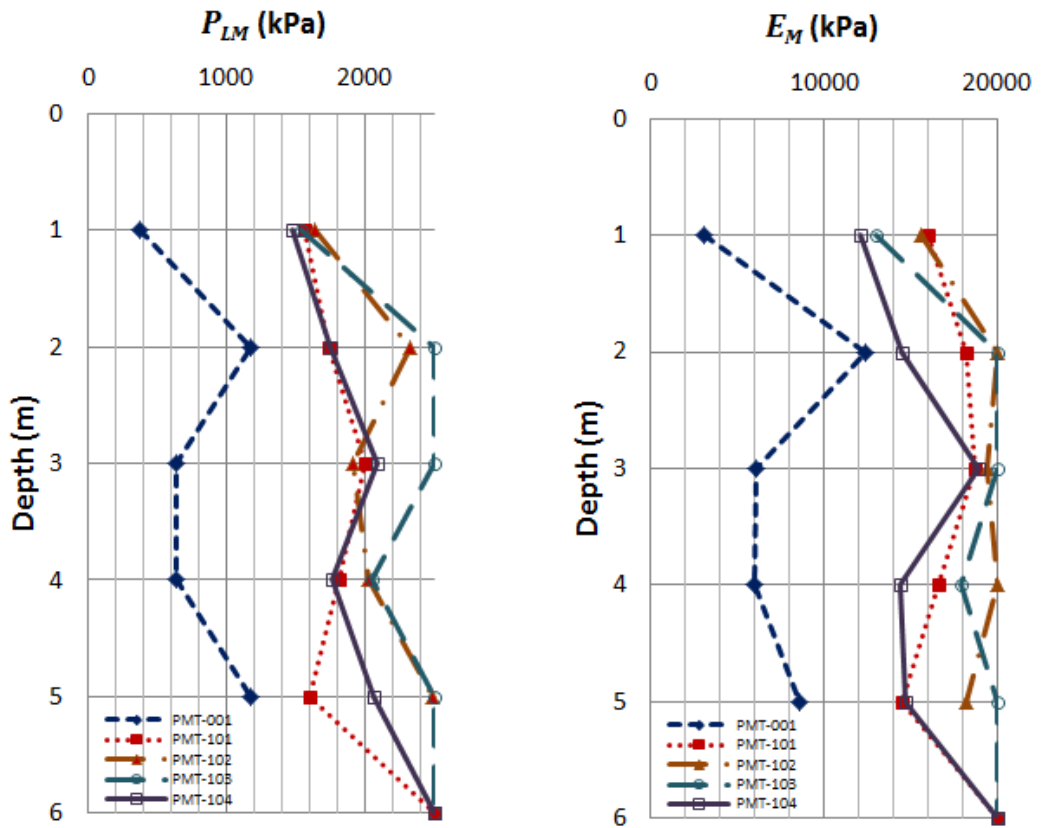 P_LM (kPa)
0 1000 2000
0
1
2
3
4
5
6
Depth (m)
PMT-001
PMT-101
PMT-102
PMT-103
PMT-104
E_M (kPa)
0 10000 20000
0
1
2
3
4
5
6
Depth (m)
PMT-001
PMT-101
PMT-102
PMT-103
PMT-104